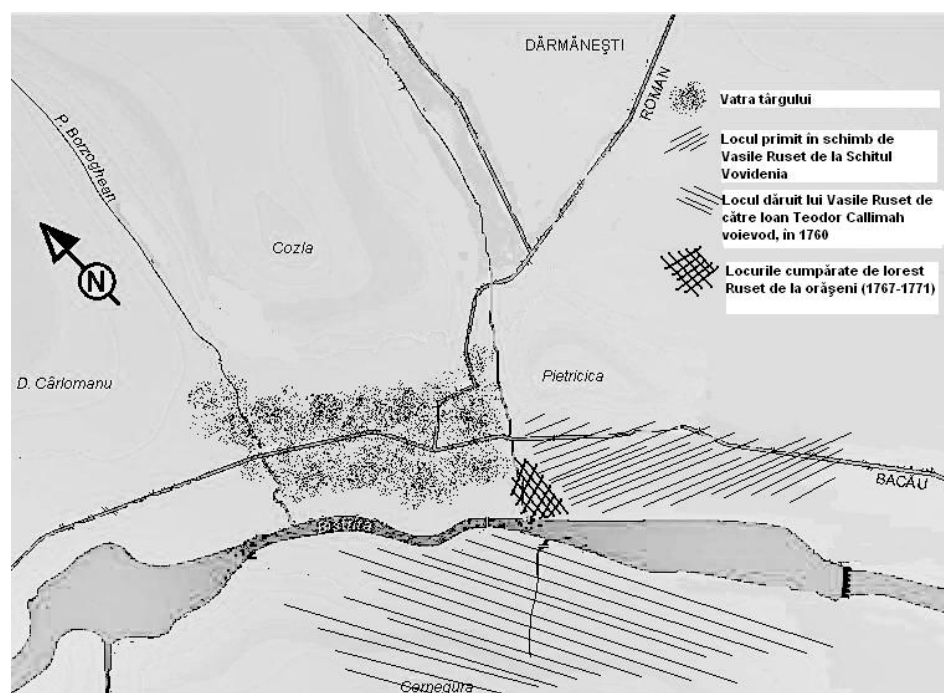 DĂRMĂNEŞTI
ROMAN
P. Borzoghean
Cozla
N
D. Cârlomanu
Pietricica
BACĂU
Cernegura
Vatra târgului
Locul primit în schimb de
Vasile Ruset de la Schitul
Vovidenia
Locul dăruit lui Vasile Ruset de
către Ioan Teodor Callimah
voievod, în 1760
Locurile cumpărate de Iorest
Ruset de la orăşeni (1767-1771)